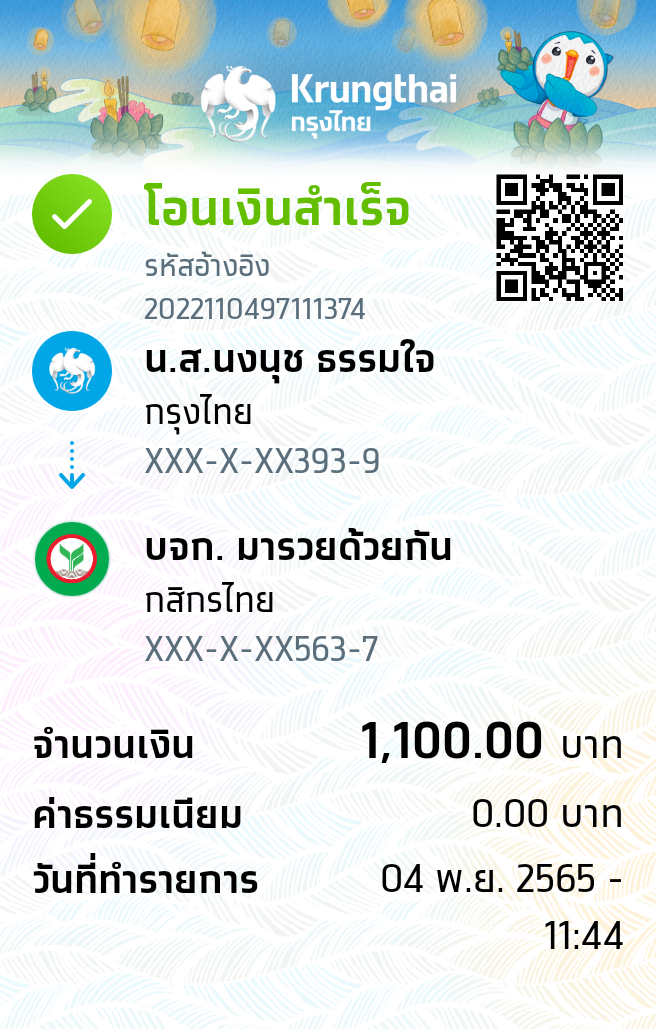 Krungthai
กรุงไทย
โอนเงินสำเร็จ
รหัสอ้างอิง
2022110497111374
น.ส.นงนุช ธรรมใจ
กรุงไทย
XXX-X-XX393-9
บจก. มารวยด้วยกัน
กสิกรไทย
XXX-X-XX563-7
จำนวนเงิน 1,100.00 บาท
ค่าธรรมเนียม 0.00 บาท
วันที่ทำรายการ 04 พ.ย. 2565 -
11:44